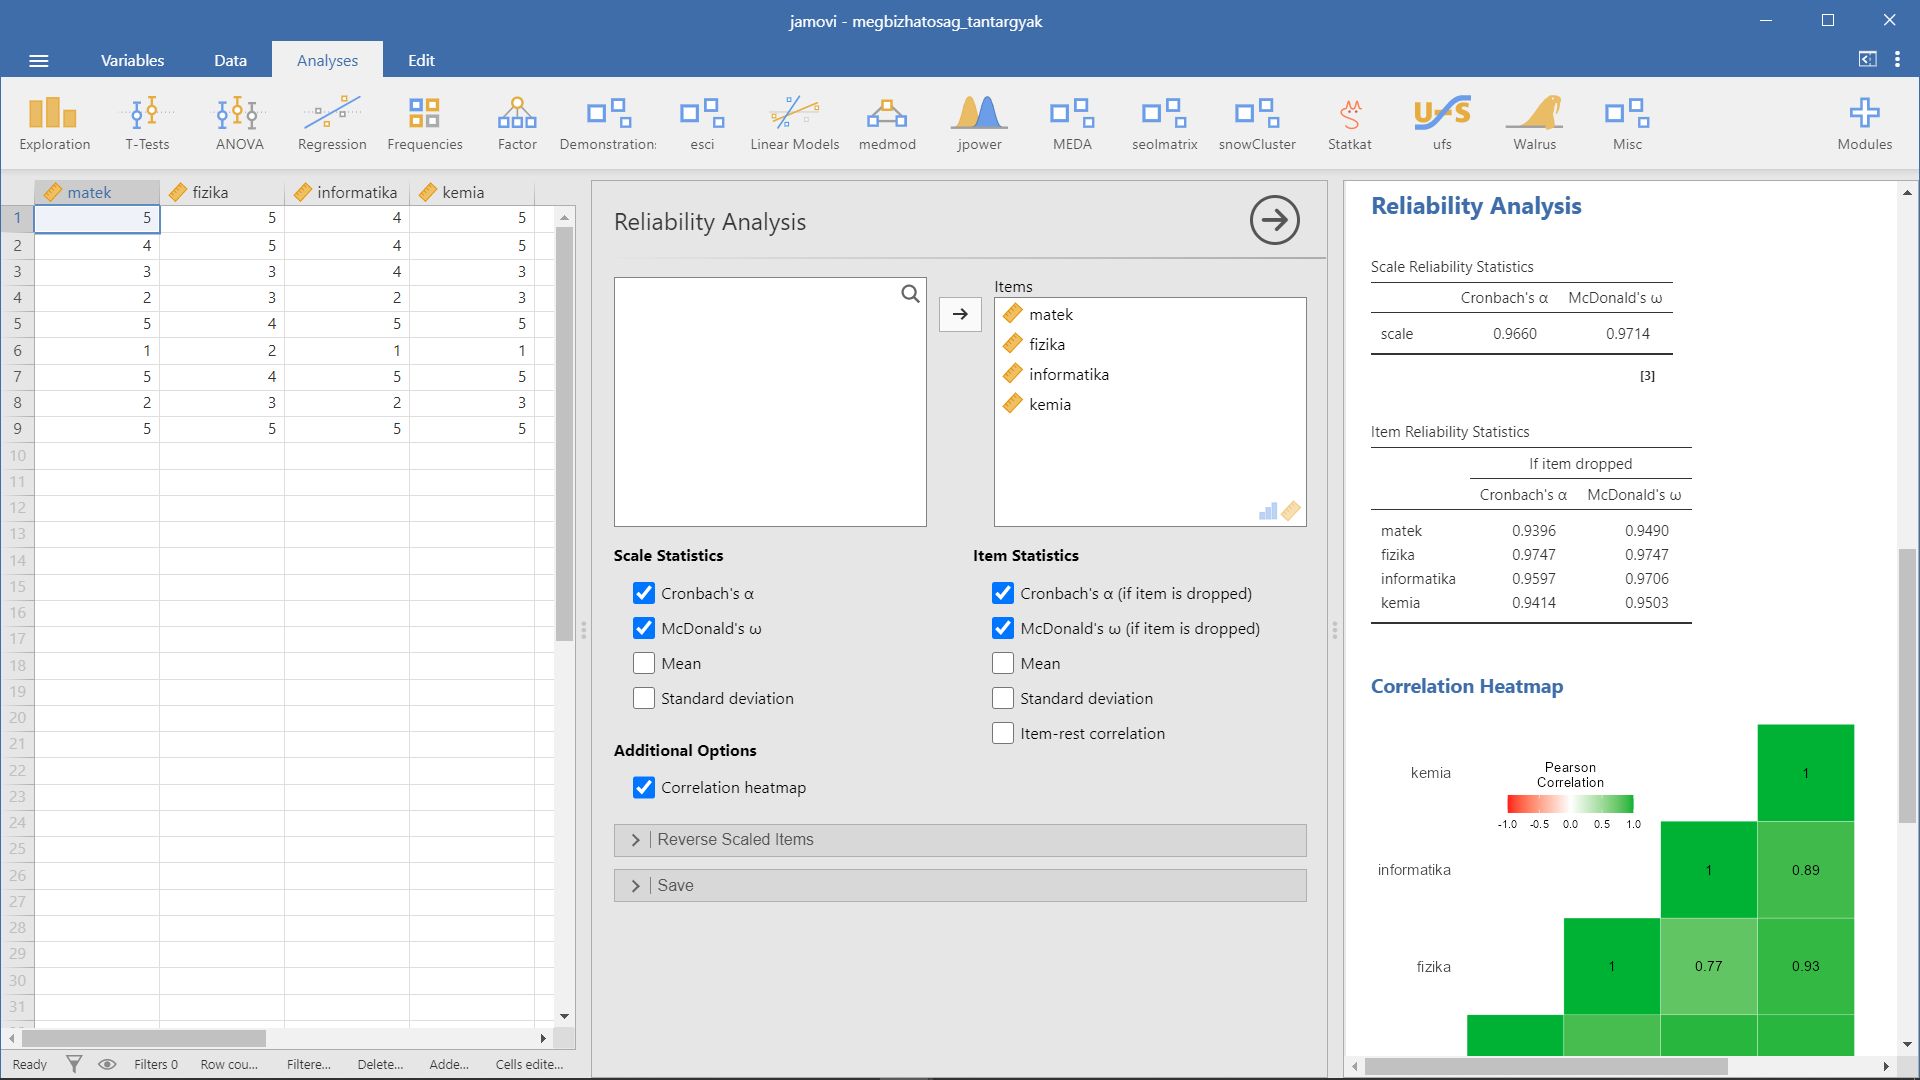 jamovi - megbizhatosag_tantargyak
Variables Data Analyses Edit
Exploration T-Tests ANOVA Regression Frequencies Factor Demonstration: esci Linear Models medmod jpower MEDA seolmatrix snowCluster Statkat ufs Walrus Misc Modules
matek fizika informatika kemia
1 5 5 4 5
2 4 5 4 5
3 3 3 4 3
4 2 3 2 3
5 5 4 5 5
6 1 2 1 1
7 5 4 5 5
8 2 3 2 3
9 5 5 5 5
10
11
12
13
14
15
16
17
18
19
20
21
22
23
24
25
26
27
28
29
30
31
Ready Filters 0 Row cou... Filtere... Delete... Adde... Cells edite...
Reliability Analysis
Items
matek
fizika
informatika
kemia
Scale Statistics
Cronbach's α
McDonald's ω
Mean
Standard deviation
Item Statistics
Cronbach's α (if item is dropped)
McDonald's ω (if item is dropped)
Mean
Standard deviation
Item-rest correlation
Additional Options
Correlation heatmap
Reverse Scaled Items
Save
Reliability Analysis
Scale Reliability Statistics
Cronbach's α McDonald's ω
scale 0.9660 0.9714
[3]
Item Reliability Statistics
If item dropped
Cronbach's α McDonald's ω
matek 0.9396 0.9490
fizika 0.9747 0.9747
informatika 0.9597 0.9706
kemia 0.9414 0.9503
Correlation Heatmap
Pearson
Correlation
-1.0 -0.5 0.0 0.5 1.0
kemia 1
informatika 1 0.89
fizika 1 0.77 0.93